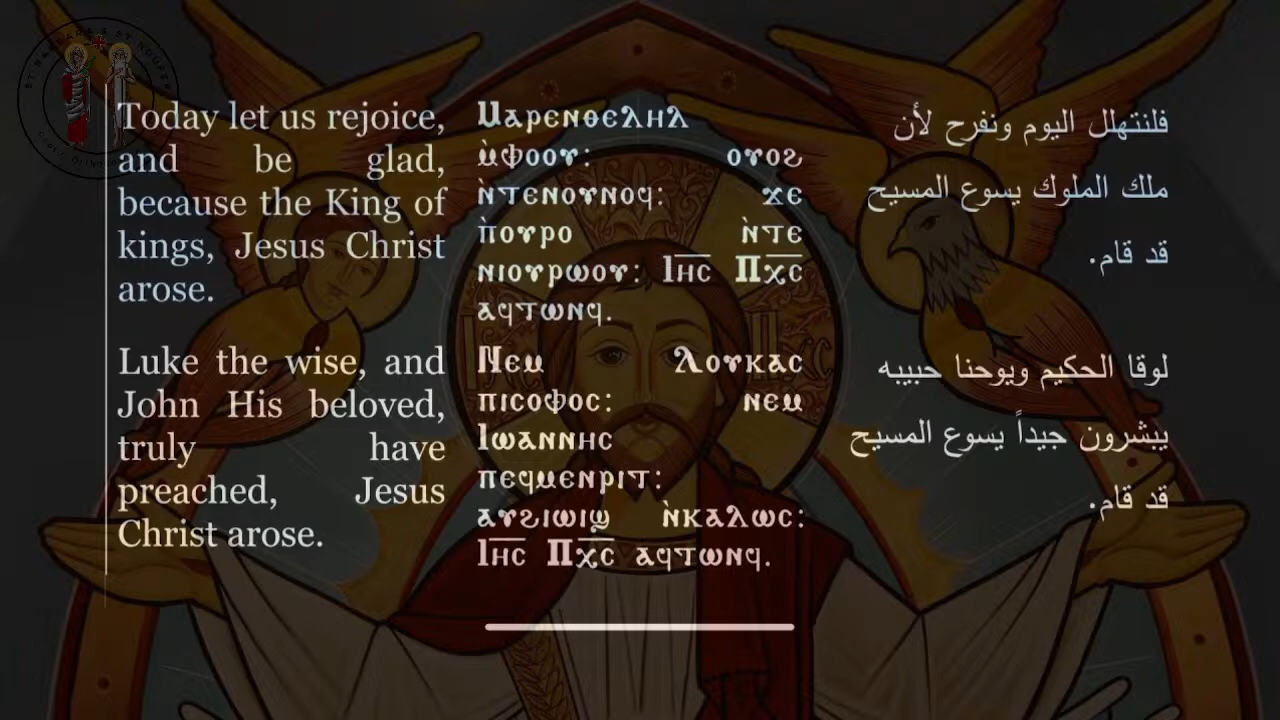 Today let us rejoice,
and be glad,
because the King of
kings, Jesus Christ
arose.
Luke the wise, and
John His beloved,
truly have
preached, Jesus
Christ arose.
Ⲙⲁⲣⲉⲛⲑⲉⲗⲏⲗ
ⲙ̀ⲫⲟⲟⲩ: ⲟⲩⲟϩ
ⲛ̀ⲧⲉⲛⲟⲩⲛⲟϥ: ϫⲉ
ⲡ̀ⲟⲩⲣⲟ ⲛ̀ⲧⲉ
ⲛⲓⲟⲩⲣⲱⲟⲩ: Ⲓⲏ̅ⲥ̅ Ⲡⲭ̅ⲥ̅
ⲁϥⲧⲱⲛϥ.
Ⲛⲉⲙ Ⲗⲟⲩⲕⲁⲥ
ⲡⲓⲥⲟⲫⲟⲥ: ⲛⲉⲙ
Ⲓⲱⲁⲛⲛⲏⲥ
ⲡⲉϥⲙⲉⲛⲣⲓⲧ:
ⲁⲩϩⲓⲱⲓϣ ⲛ̀ⲕⲁⲗⲱⲥ:
Ⲓⲏ̅ⲥ̅ Ⲡⲭ̅ⲥ̅ ⲁϥⲧⲱⲛϥ.
فلنتهلل اليوم ونفرح لأن
ملك الملوك يسوع المسيح
قد قام.
لوقا الحكيم ويوحنا حبيبه
يبشرون جيداً يسوع المسيح
قد قام.